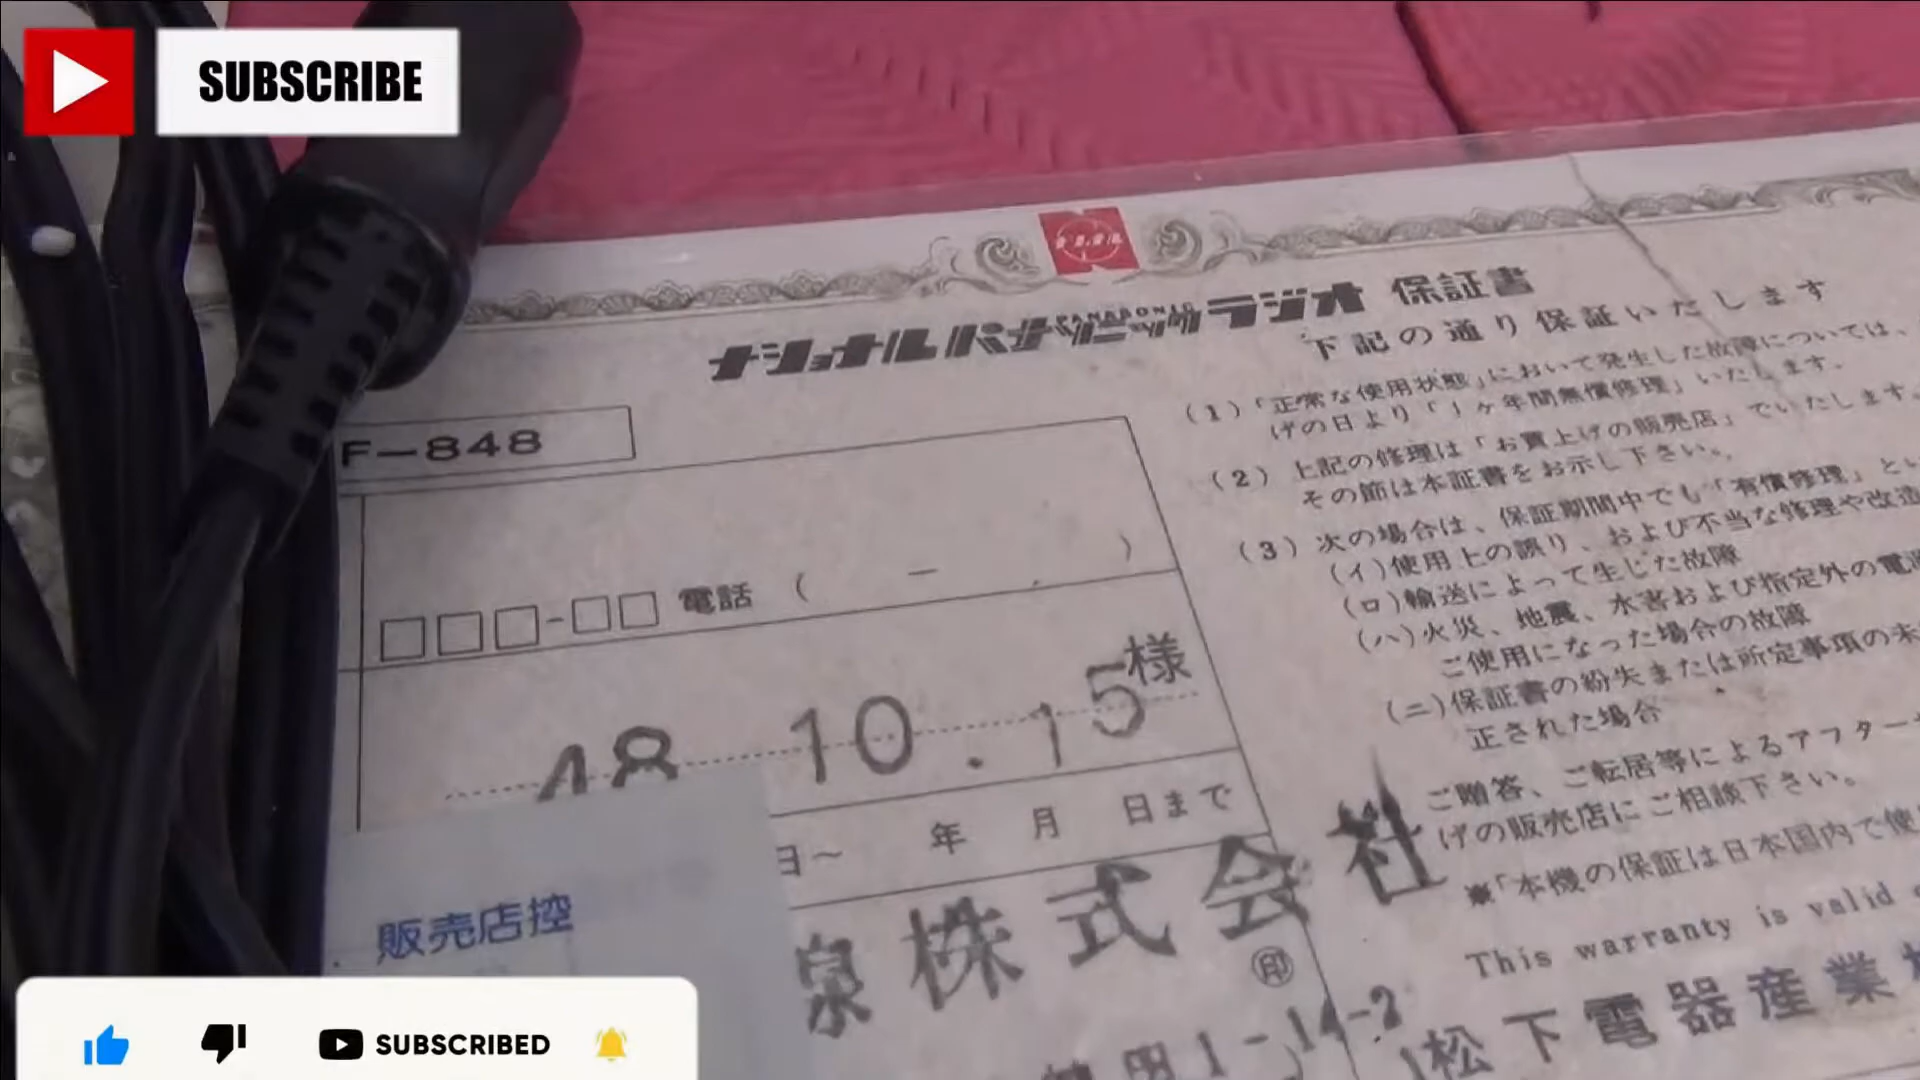 SUBSCRIBE
PANASONIC
ナショナルパナソニックラジオ 保証書
下記の通り保証いたします
F-848
(1)「正常な使用状態」において発生した故障については、
げの日より「1ヶ年間無償修理」いたします。
(2) 上記の修理は「お買上げの販売店」でいたします。
その節は本証書をお示し下さい。
(3) 次の場合は、保証期間中でも「有償修理」とい
(イ)使用上の誤り、および不当な修理や改造
(ロ)輸送によって生じた故障
(ハ)火災、地震、水害および指定外の電源
ご使用になった場合の故障
(ニ)保証書の紛失または所定事項の未
正された場合
ご贈答、ご転居等によるアフター
げの販売店にご相談下さい。
※「本機の保証は日本国内で使
This warranty is valid
松下電器産業
□□□-□□ 電話 ( - )
様
48 10.15
日~ 年 月 日まで
泉株式会社
印
1-14-2
販売店控
SUBSCRIBED